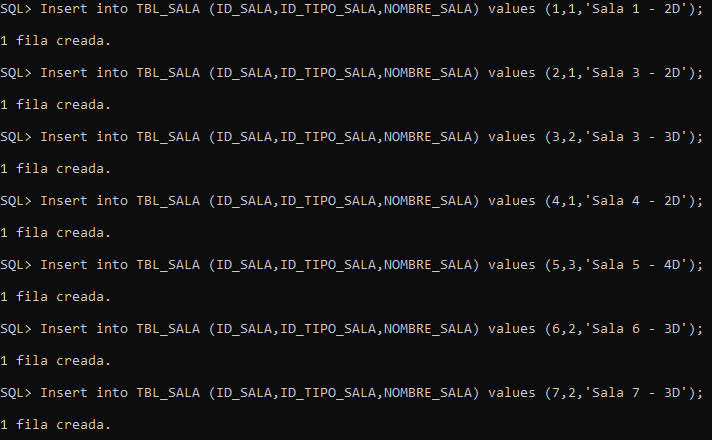 SQL> Insert into TBL_SALA (ID_SALA,ID_TIPO_SALA,NOMBRE_SALA) values (1,1,'Sala 1 - 2D');
1 fila creada.
SQL> Insert into TBL_SALA (ID_SALA,ID_TIPO_SALA,NOMBRE_SALA) values (2,1,'Sala 3 - 2D');
1 fila creada.
SQL> Insert into TBL_SALA (ID_SALA,ID_TIPO_SALA,NOMBRE_SALA) values (3,2,'Sala 3 - 3D');
1 fila creada.
SQL> Insert into TBL_SALA (ID_SALA,ID_TIPO_SALA,NOMBRE_SALA) values (4,1,'Sala 4 - 2D');
1 fila creada.
SQL> Insert into TBL_SALA (ID_SALA,ID_TIPO_SALA,NOMBRE_SALA) values (5,3,'Sala 5 - 4D');
1 fila creada.
SQL> Insert into TBL_SALA (ID_SALA,ID_TIPO_SALA,NOMBRE_SALA) values (6,2,'Sala 6 - 3D');
1 fila creada.
SQL> Insert into TBL_SALA (ID_SALA,ID_TIPO_SALA,NOMBRE_SALA) values (7,2,'Sala 7 - 3D');
1 fila creada.